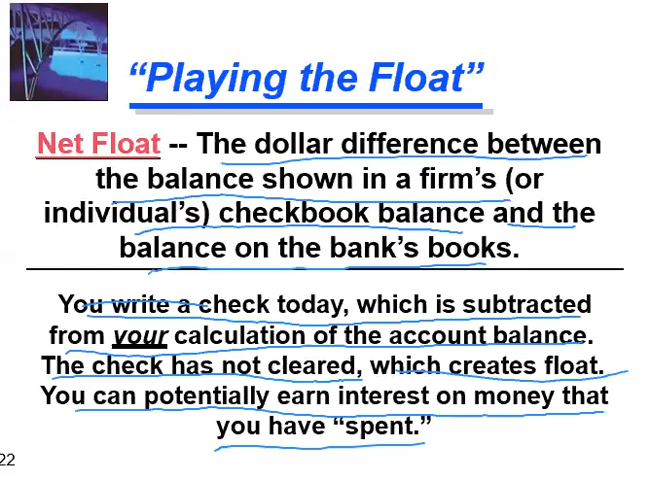 “Playing the Float”
Net Float -- The dollar difference between
the balance shown in a firm’s (or
individual’s) checkbook balance and the
balance on the bank’s books.
You write a check today, which is subtracted
from your calculation of the account balance.
The check has not cleared, which creates float.
You can potentially earn interest on money that
you have “spent.”
22